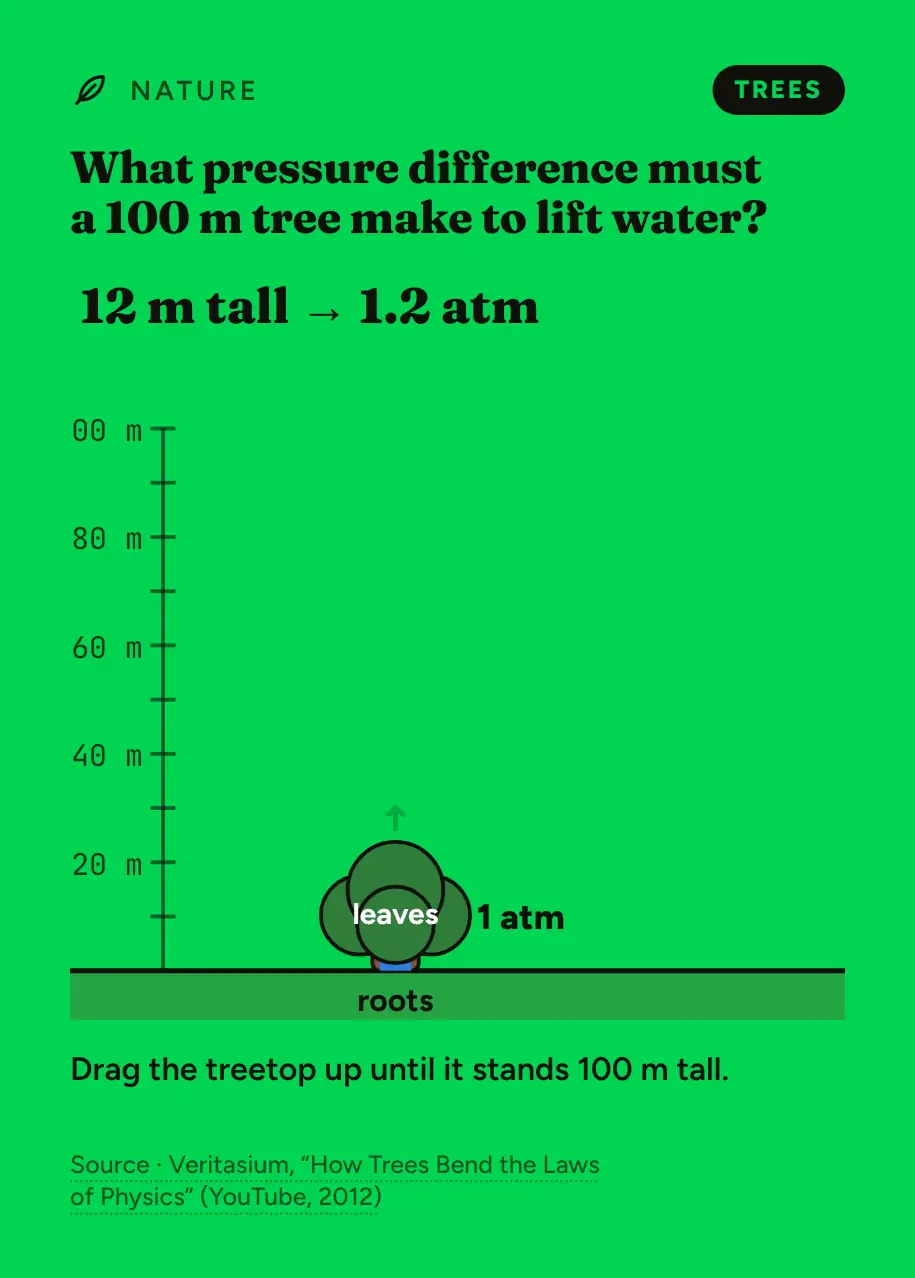 NATURE
TREES
What pressure difference must
a 100 m tree make to lift water?
12 m tall → 1.2 atm
00 m
80 m
60 m
40 m
20 m
leaves
1 atm
roots
Drag the treetop up until it stands 100 m tall.
Source · Veritasium, “How Trees Bend the Laws
of Physics” (YouTube, 2012)